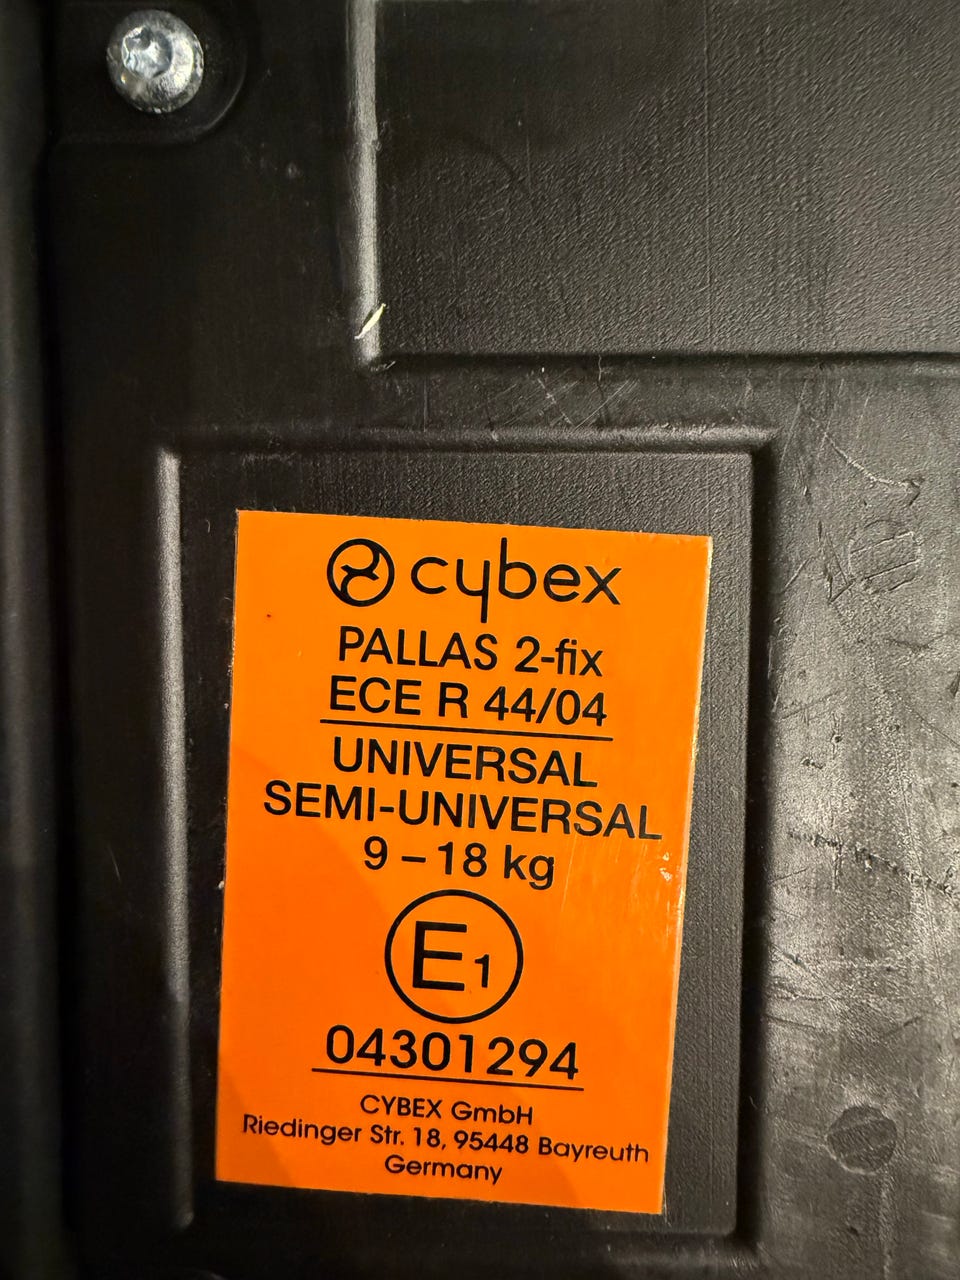 cybex
PALLAS 2-fix
ECE R 44/04
UNIVERSAL
SEMI-UNIVERSAL
9 – 18 kg
E1
04301294
CYBEX GmbH
Riedinger Str. 18, 95448 Bayreuth
Germany